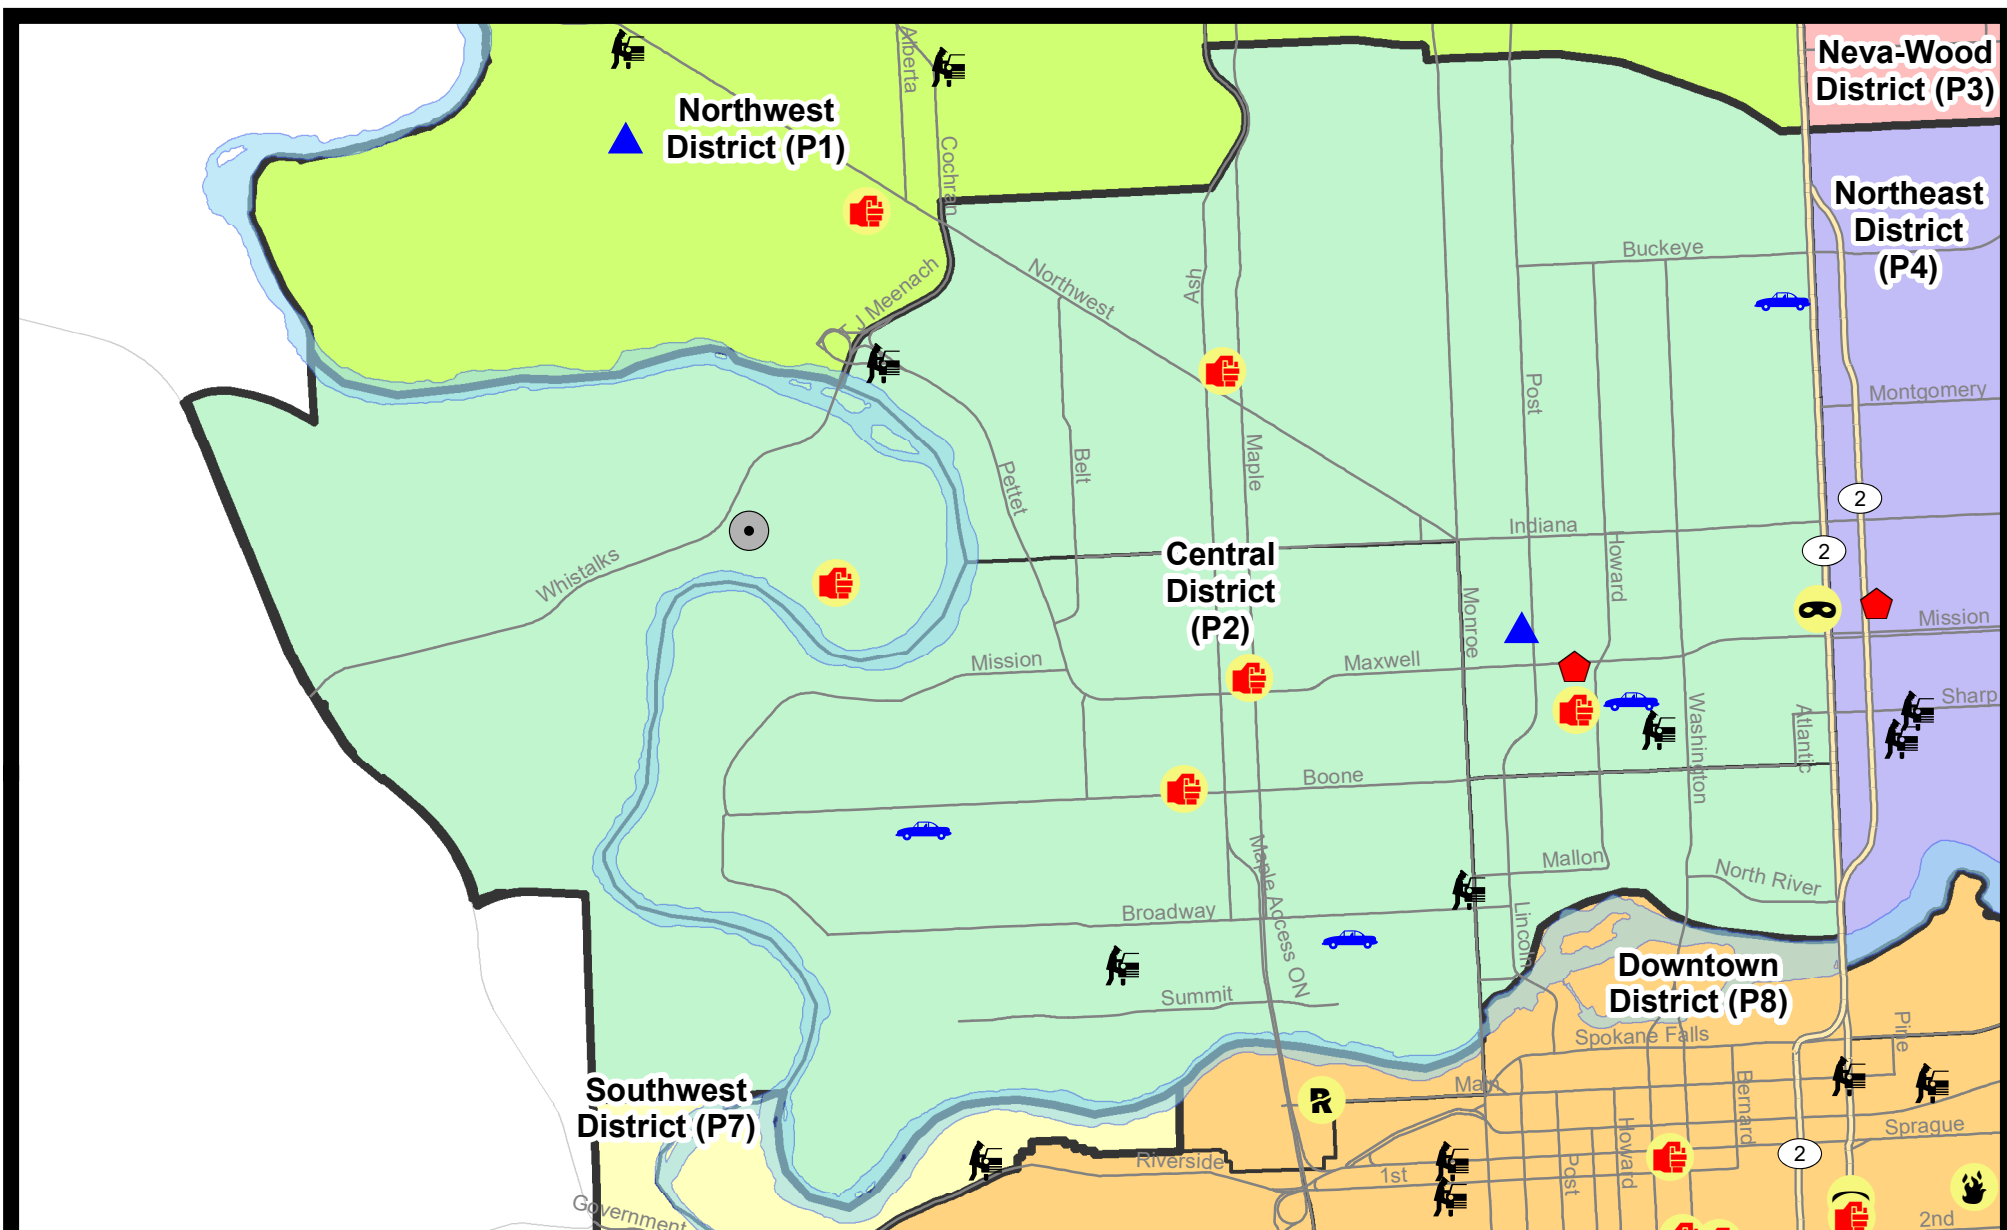 Neva-Wood
District (P3)
Alberta
Northwest
District (P1)
Cochran
Northeast
District
(P4)
Buckeye
T J Meenach
Northwest
Ash
Post
Montgomery
Maple
Belt
Pettet
2
Indiana
Howard
2
Central
District
(P2)
Whistalks
Monroe
Mission
Mission
Maxwell
Sharp
Washington
Atlantic
Boone
Mallon
North River
Maple Access ON
Broadway
Lincoln
Downtown
District (P8)
Summit
Spokane Falls
Pine
Southwest
District (P7)
Main
Bernard
R
Howard
Sprague
2
Riverside
1st
Post
Government
2nd